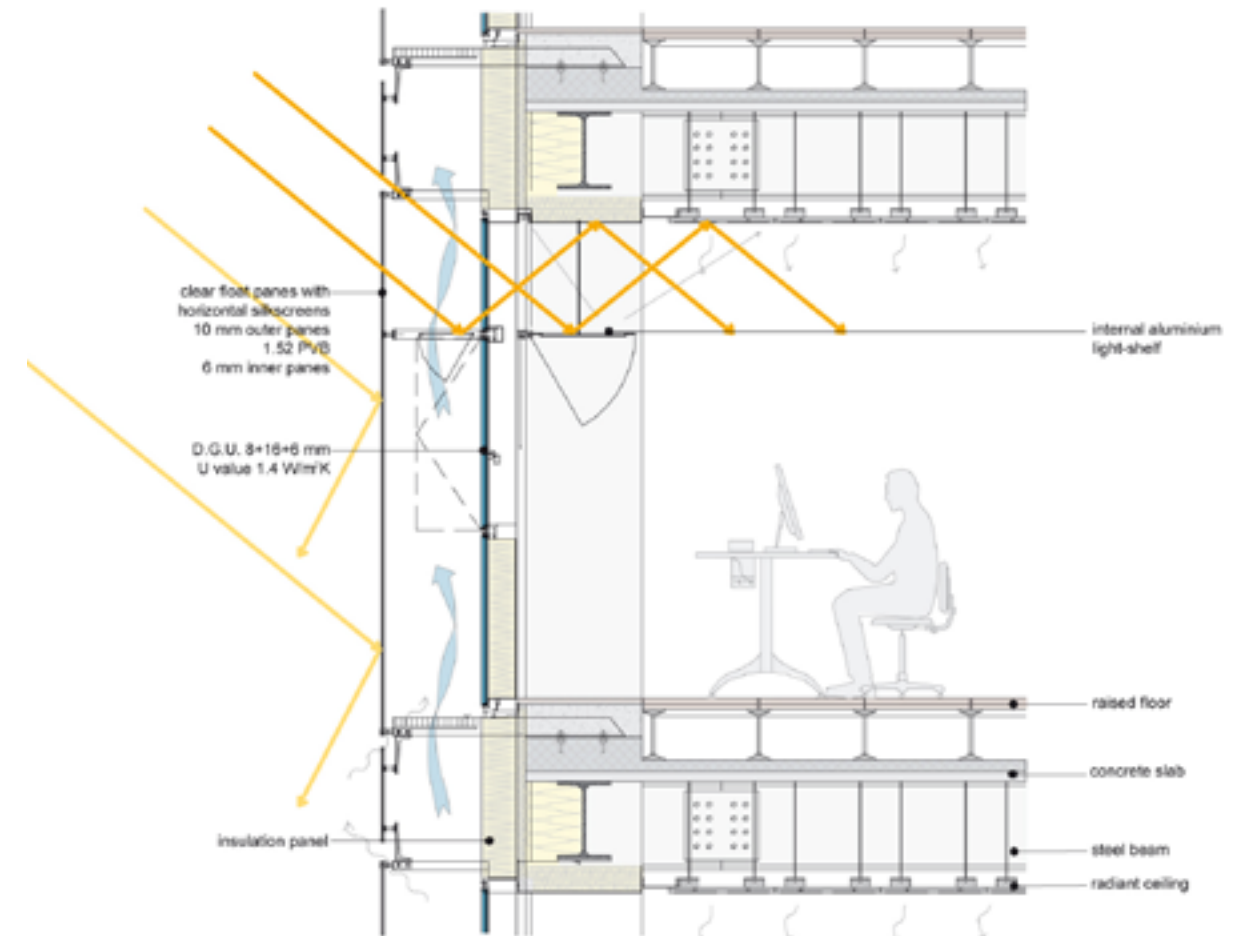 clear float panes with
horizontal silkscreens
10 mm outer panes
1.52 PVB
6 mm inner panes
D.G.U. 8+16+6 mm
U value 1.4 W/m²K
insulation panel
internal aluminium
light-shelf
raised floor
concrete slab
steel beam
radiant ceiling